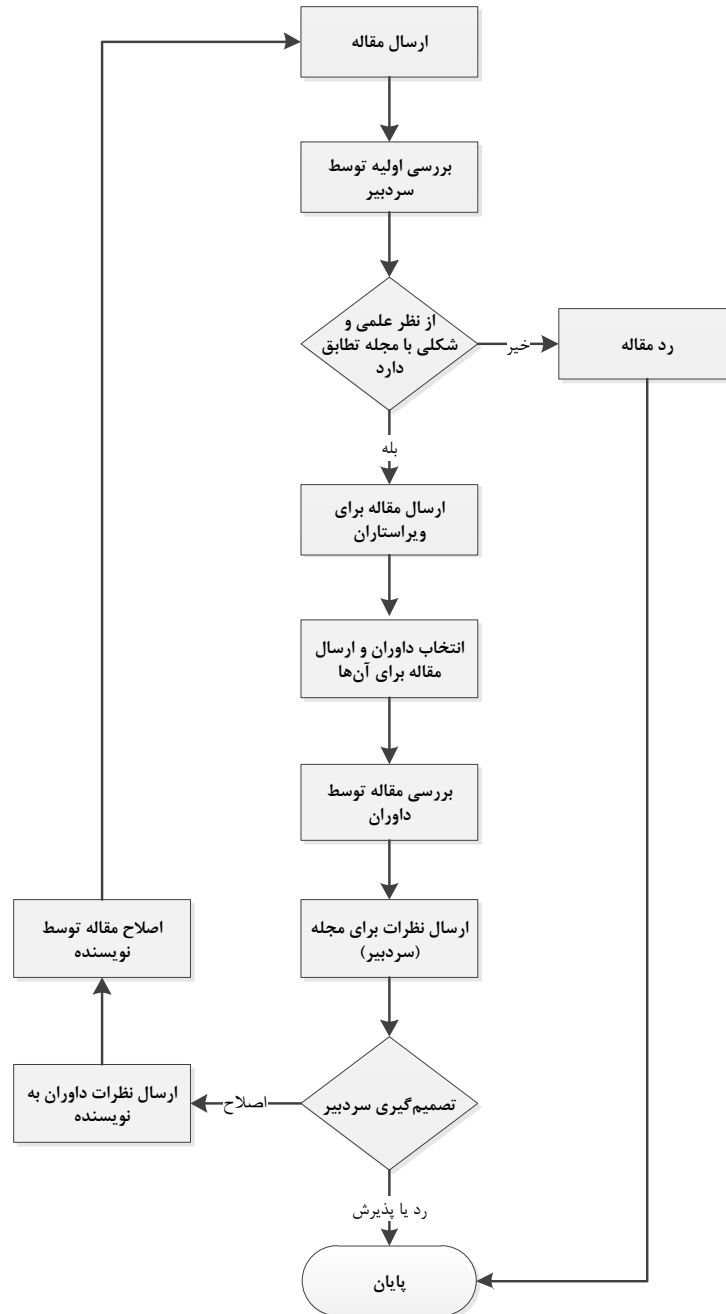 ارسال مقاله
بررسی اولیه توسط
سردبیر
از نظر علمی و
شکلی با مجله تطابق
دارد
خیر
رد مقاله
بله
ارسال مقاله برای
ویراستاران
انتخاب داوران و ارسال
مقاله برای آن‌ها
بررسی مقاله توسط
داوران
ارسال نظرات برای مجله
(سردبیر)
تصمیم‌گیری سردبیر
اصلاح
ارسال نظرات داوران به
نویسنده
اصلاح مقاله توسط
نویسنده
رد یا پذیرش
پایان